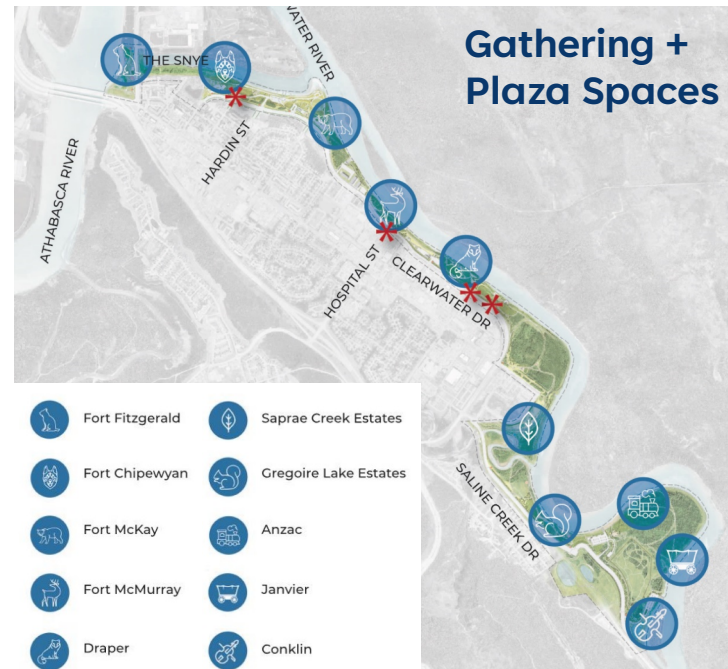 Gathering +
Plaza Spaces
THE SNYE
WATER RIVER
HARDIN ST
ATHABASCA RIVER
HOSPITAL ST
CLEARWATER DR
SALINE CREEK DR
Fort Fitzgerald
Saprae Creek Estates
Fort Chipewyan
Gregoire Lake Estates
Fort McKay
Anzac
Fort McMurray
Janvier
Draper
Conklin